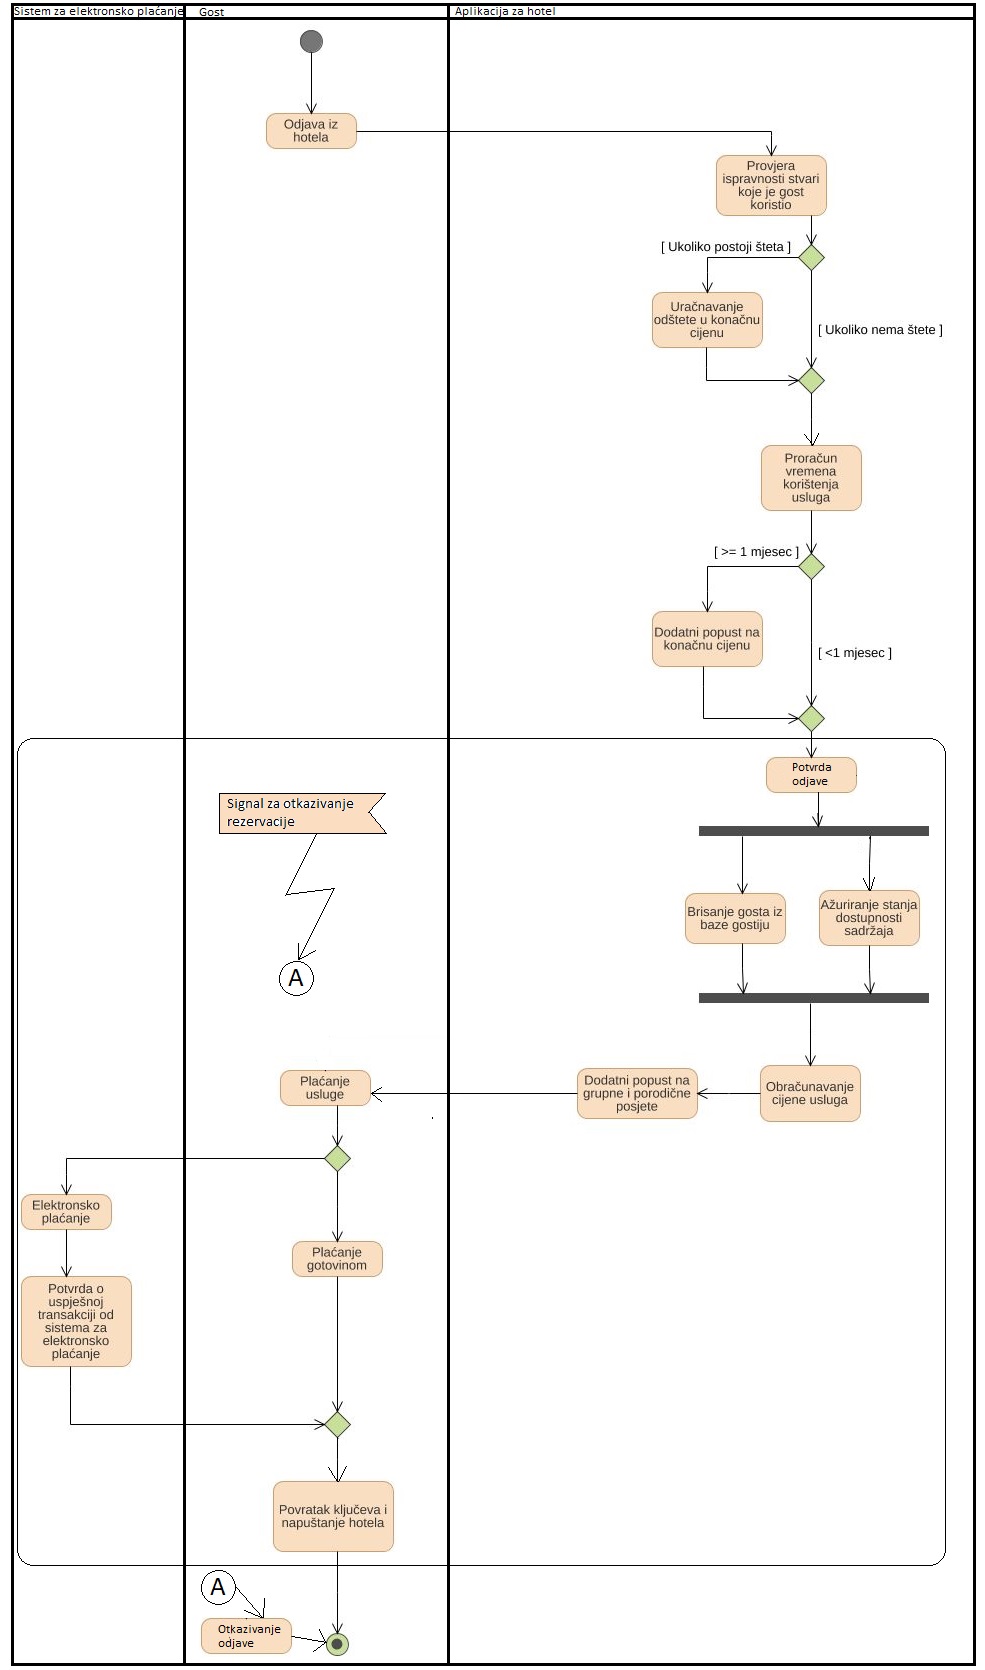 Sistem za elektronsko plaćanje
Gost
Aplikacija za hotel
Odjava iz
hotela
Provjera
ispravnosti stvari
koje je gost
koristio
[ Ukoliko postoji šteta ]
Uračnavanje
odštete u konačnu
cijenu
[ Ukoliko nema štete ]
Proračun
vremena
korištenja
usluga
[ >= 1 mjesec ]
Dodatni popust na
konačnu cijenu
[ <1 mjesec ]
Potvrda
odjave
Signal za otkazivanje
rezervacije
Brisanje gosta iz
baze gostiju
Ažuriranje stanja
dostupnosti
sadržaja
A
Plaćanje
usluge
Dodatni popust na
grupne i porodične
posjete
Obračunavanje
cijene usluga
Elektronsko
plaćanje
Plaćanje
gotovinom
Potvrda o
uspješnoj
transakciji od
sistema za
elektronsko
plaćanje
Povratak ključeva i
napuštanje hotela
A
Otkazivanje
odjave